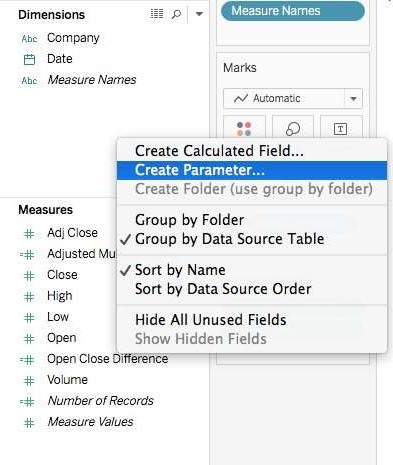 Dimensions
Abc Company
Date
Abc Measure Names
Measure Names
Marks
Automatic
T
Create Calculated Field...
Create Parameter...
Create Folder (use group by folder)
Group by Folder
Group by Data Source Table
Sort by Name
Sort by Data Source Order
Hide All Unused Fields
Show Hidden Fields
Measures
# Adj Close
=# Adjusted Mu
# Close
# High
# Low
# Open
=# Open Close Difference
# Volume
=# Number of Records
# Measure Values